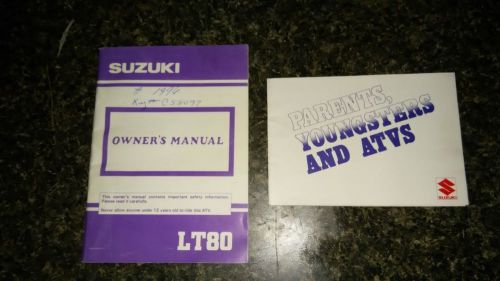 SUZUKI
# 1996
OWNER'S MANUAL
This owner's manual contains important safety information.
Please read it carefully.
Never allow anyone under 12 years old to ride this ATV.
LT80
PARENTS,
YOUNGSTERS
AND ATVS
SUZUKI